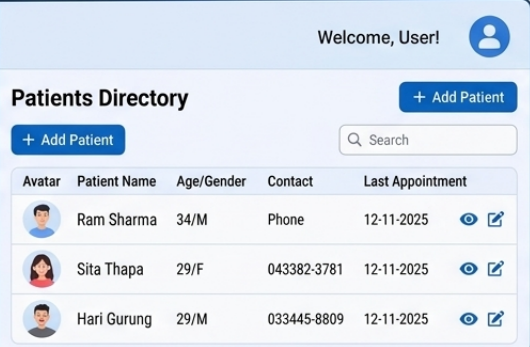 Welcome, User!
Patients Directory
+ Add Patient
+ Add Patient
Search
Avatar Patient Name Age/Gender Contact Last Appointment
Ram Sharma 34/M Phone 12-11-2025
Sita Thapa 29/F 043382-3781 12-11-2025
Hari Gurung 29/M 033445-8809 12-11-2025